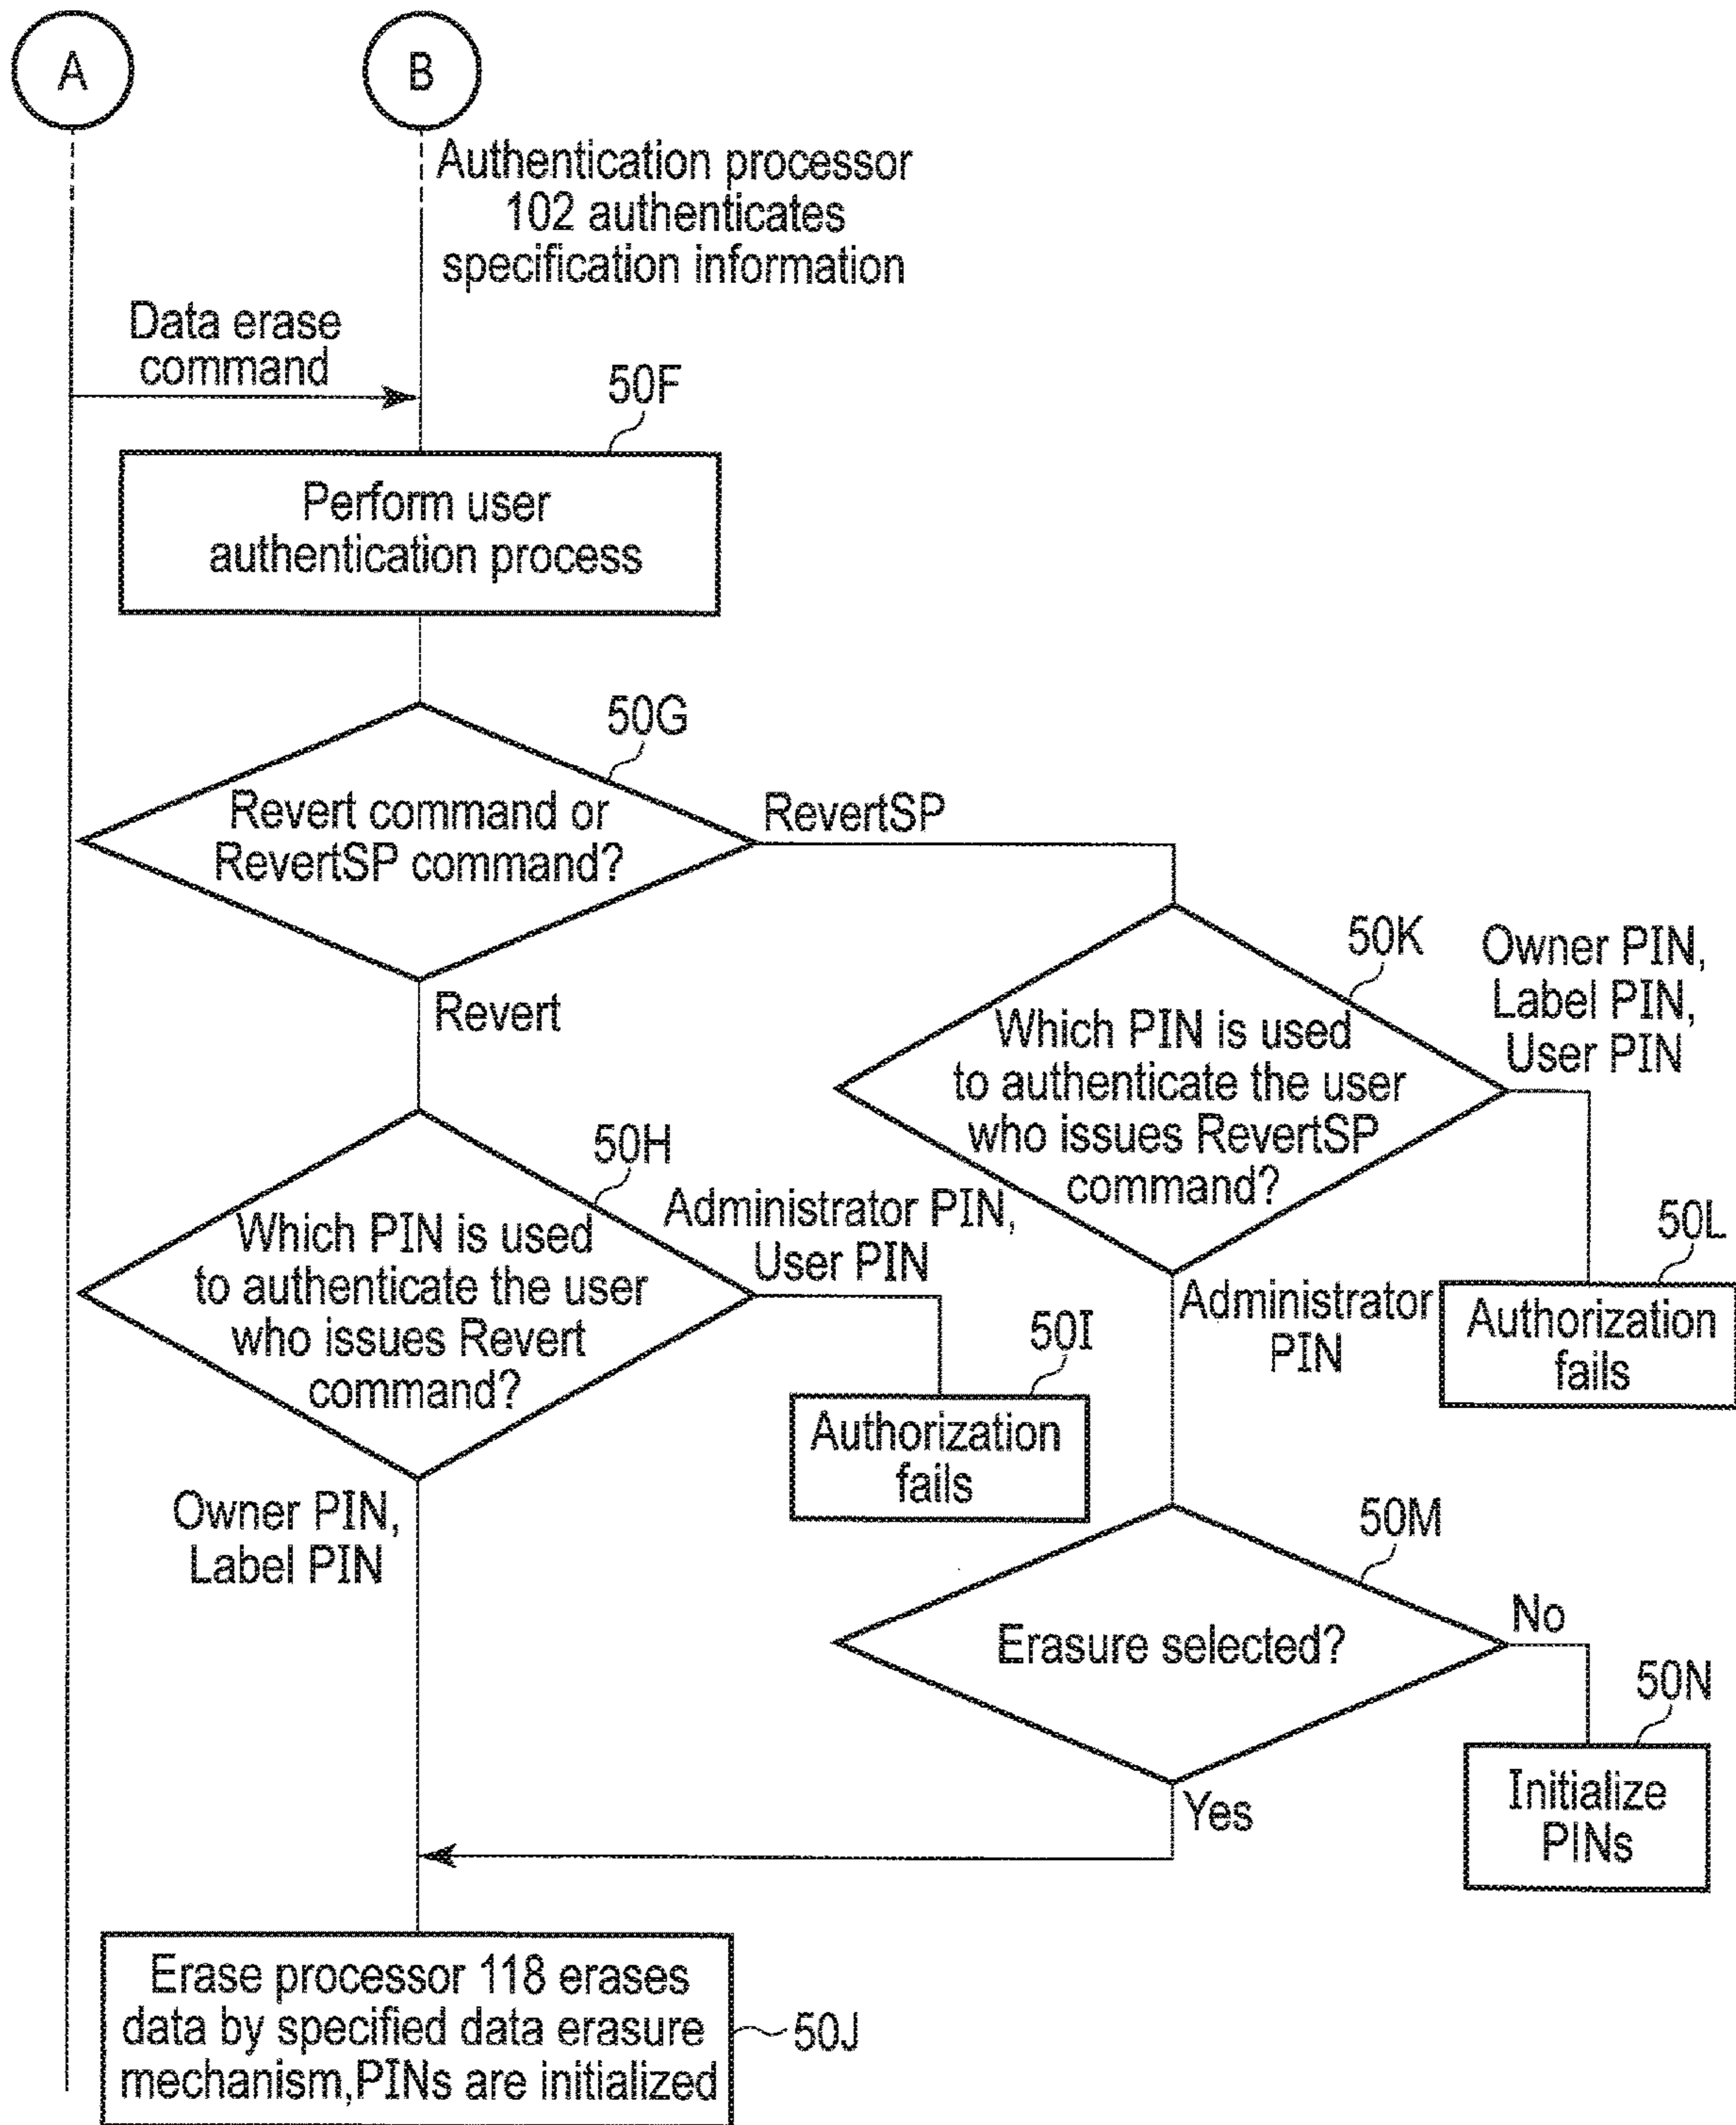 A
B
Authentication processor
102 authenticates
specification information
Data erase
command
50F
Perform user
authentication process
50G
Revert command or
RevertSP command?
RevertSP
Revert
50K
Owner PIN,
Label PIN,
User PIN
Which PIN is used
to authenticate the user
who issues RevertSP
command?
50H
Administrator PIN,
User PIN
Which PIN is used
to authenticate the user
who issues Revert
command?
50L
Authorization
fails
Administrator
PIN
50I
Authorization
fails
Owner PIN,
Label PIN
50M
Erasure selected?
No
50N
Initialize
PINs
Yes
Erase processor 118 erases
data by specified data erasure
mechanism,PINs are initialized
50J